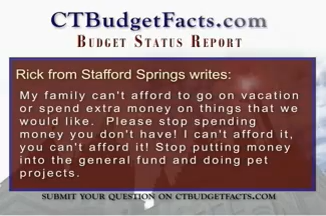 CTBudgetFacts.com
Budget Status Report
Rick from Stafford Springs writes:
My family can't afford to go on vacation
or spend extra money on things that we
would like.  Please stop spending
money you don't have! I can't afford it,
you can't afford it! Stop putting money
into the general fund and doing pet
projects.
SUBMIT YOUR QUESTION ON CTBUDGETFACTS.COM